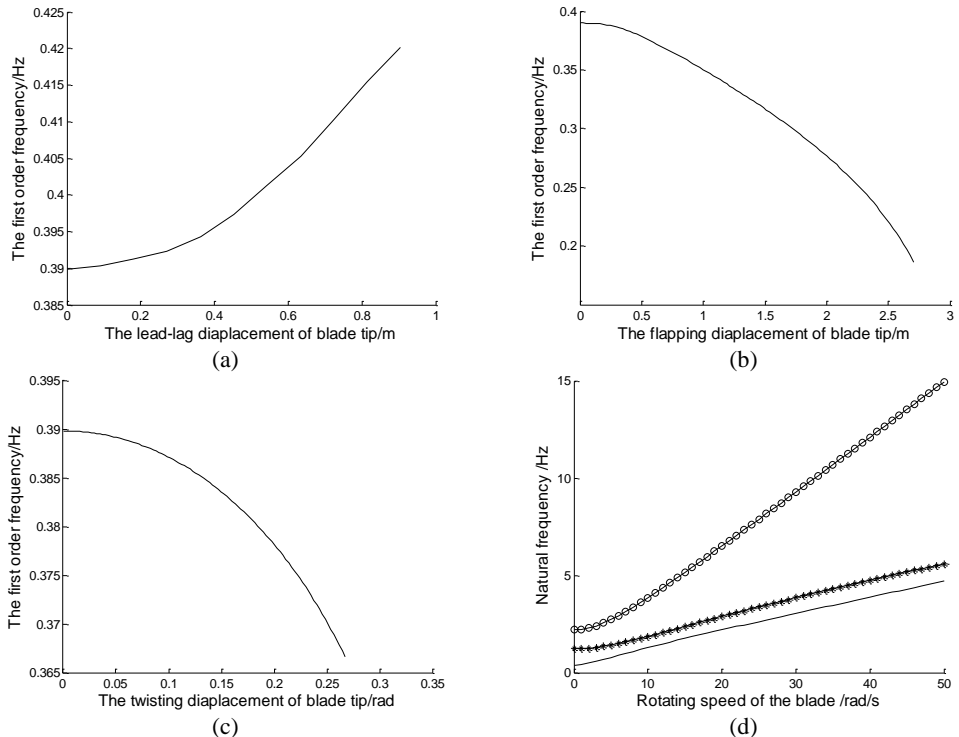 The first order frequency/Hz
0.425
0.42
0.415
0.41
0.405
0.4
0.395
0.39
0.385
0 0.2 0.4 0.6 0.8 1
The lead-lag diaplacement of blade tip/m
(a)
The first order frequency/Hz
0.4
0.35
0.3
0.25
0.2
0 0.5 1 1.5 2 2.5 3
The flapping diaplacement of blade tip/m
(b)
The first order frequency/Hz
0.395
0.39
0.385
0.38
0.375
0.37
0.365
0 0.05 0.1 0.15 0.2 0.25 0.3 0.35
The twisting diaplacement of blade tip/rad
(c)
Natural frequency /Hz
15
10
5
0
0 10 20 30 40 50
Rotating speed of the blade /rad/s
(d)